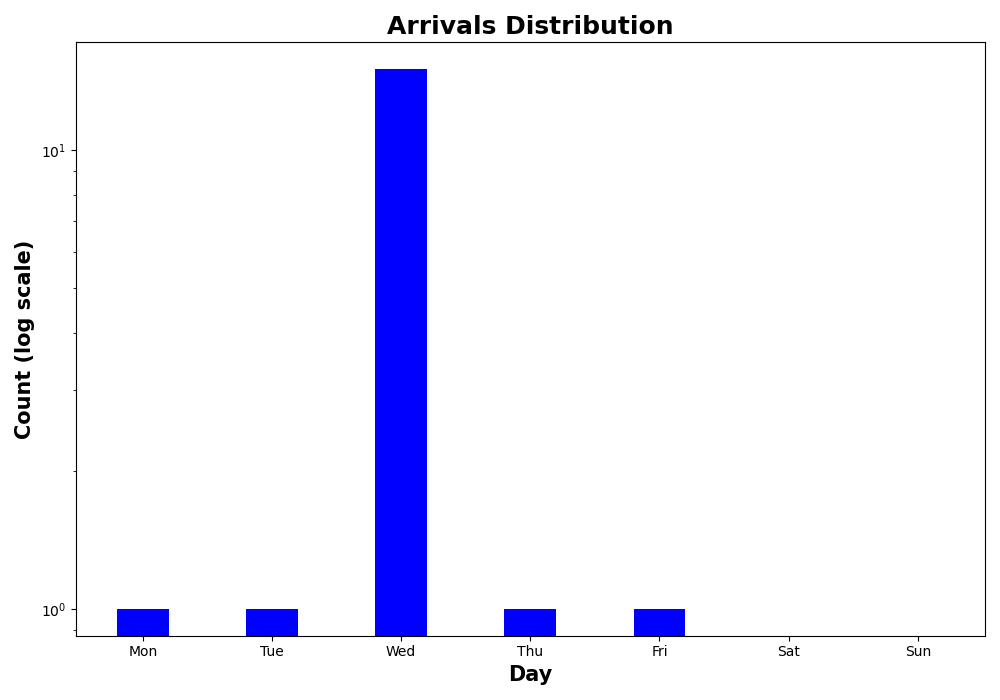 Arrivals Distribution
Count (log scale)
10¹
10⁰
Mon Tue Wed Thu Fri Sat Sun
Day